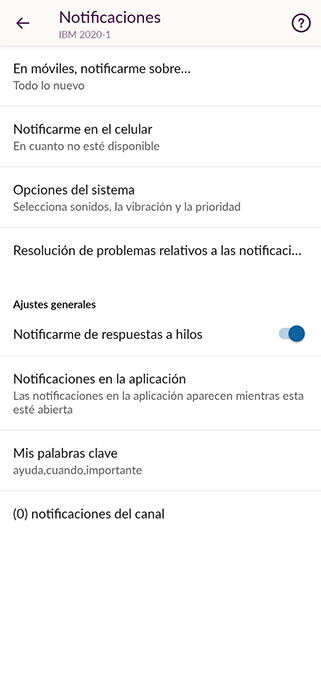 Notificaciones
IBM 2020-1
En móviles, notificarme sobre...
Todo lo nuevo
Notificarme en el celular
En cuanto no esté disponible
Opciones del sistema
Selecciona sonidos, la vibración y la prioridad
Resolución de problemas relativos a las notificaci...
Ajustes generales
Notificarme de respuestas a hilos
Notificaciones en la aplicación
Las notificaciones en la aplicación aparecen mientras esta
esté abierta
Mis palabras clave
ayuda,cuando,importante
(0) notificaciones del canal